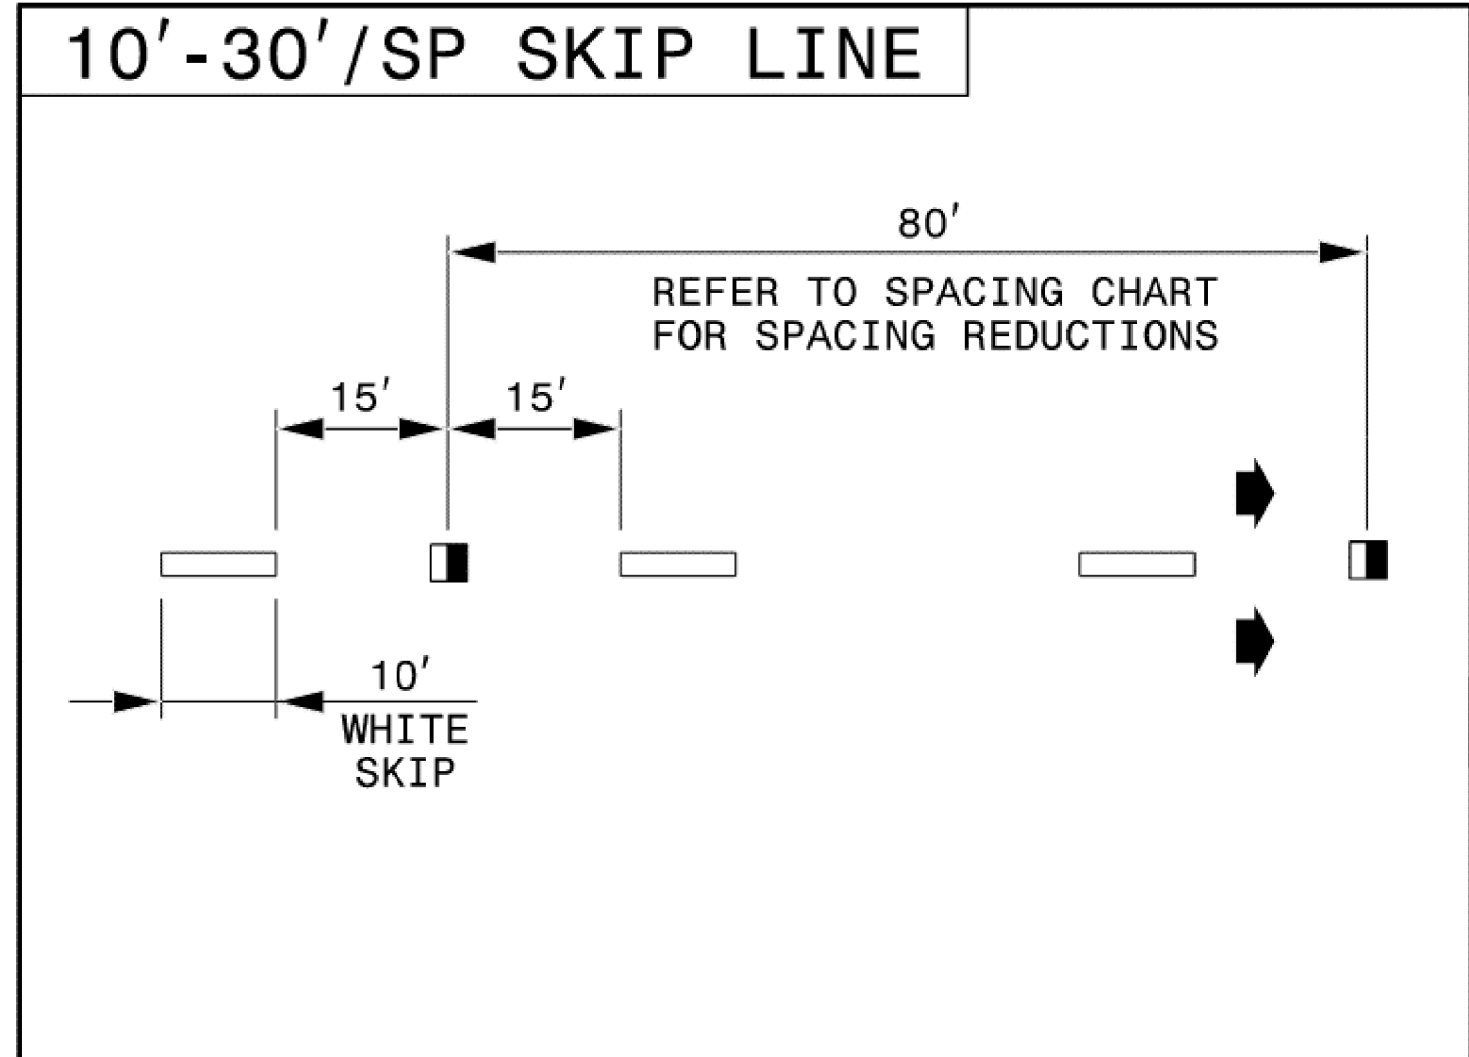 10'-30'/SP SKIP LINE
80'
REFER TO SPACING CHART
FOR SPACING REDUCTIONS
15'
15'
10'
WHITE
SKIP